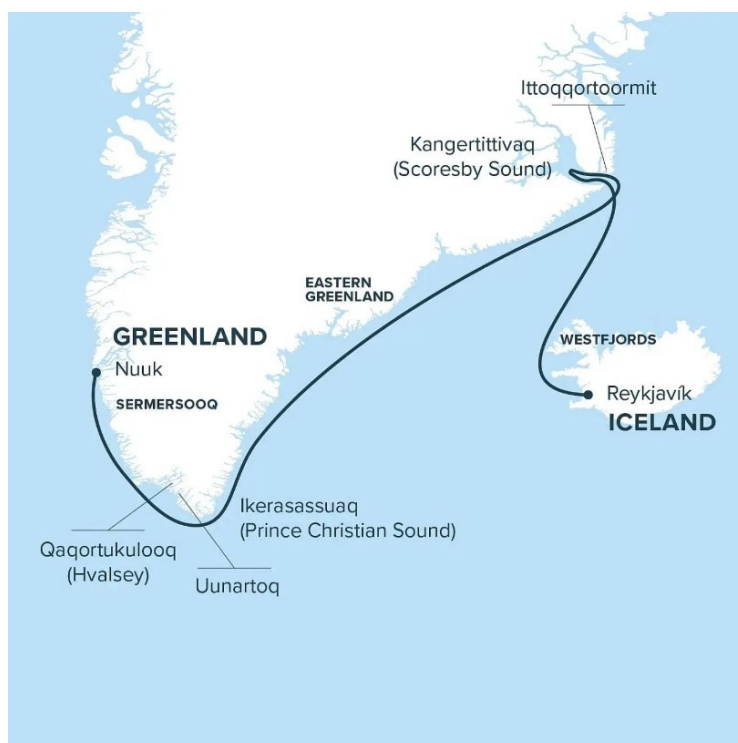 Ittoqqortoormit
Kangertittivaq
(Scoresby Sound)
EASTERN
GREENLAND
GREENLAND
WESTFJORDS
Nuuk
Reykjavík
SERMERSOOQ
ICELAND
Ikerasassuaq
(Prince Christian Sound)
Qaqortukulooq
(Hvalsey)
Uunartoq